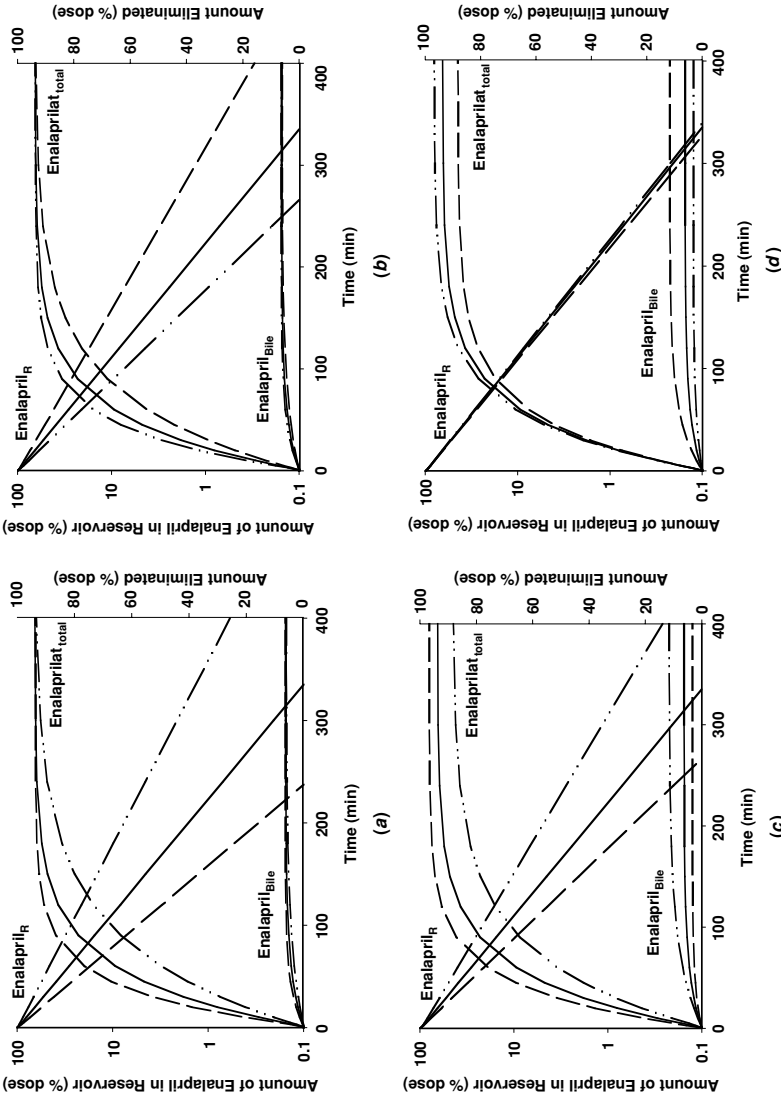 Amount of Enalapril in Reservoir (% dose)
100
10
1
0.1
Enalapril_R
Enalaprilat_total
Enalapril_Bile
100
80
60
40
20
0
Amount Eliminated (% dose)
0
100
200
300
400
Time (min)
(a)
Amount of Enalapril in Reservoir (% dose)
100
10
1
0.1
Enalapril_R
Enalaprilat_total
Enalapril_Bile
100
80
60
40
20
0
Amount Eliminated (% dose)
0
100
200
300
400
Time (min)
(b)
Amount of Enalapril in Reservoir (% dose)
100
10
1
0.1
Enalapril_R
Enalaprilat_total
Enalapril_Bile
100
80
60
40
20
0
Amount Eliminated (% dose)
0
100
200
300
400
Time (min)
(c)
Amount of Enalapril in Reservoir (% dose)
100
10
1
0.1
Enalapril_R
Enalaprilat_total
Enalapril_Bile
100
80
60
40
20
0
Amount Eliminated (% dose)
0
100
200
300
400
Time (min)
(d)